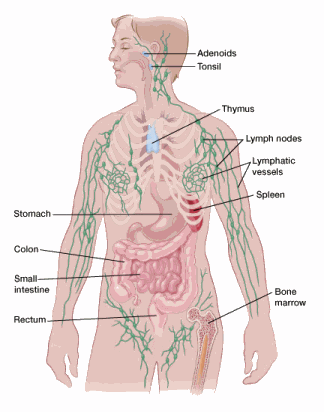 Adenoids
Tonsil
Thymus
Lymph nodes
Lymphatic
vessels
Spleen
Stomach
Colon
Small
intestine
Bone
marrow
Rectum